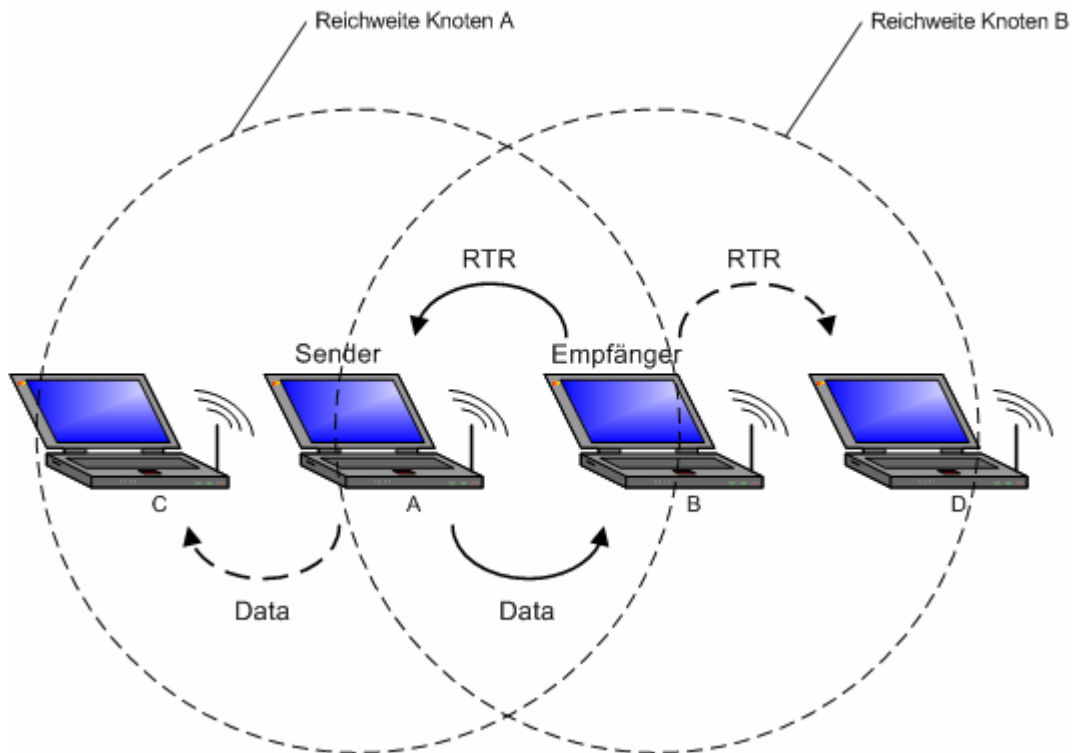 Reichweite Knoten A
Reichweite Knoten B
RTR
RTR
Sender
Empfänger
C
A
B
D
Data
Data